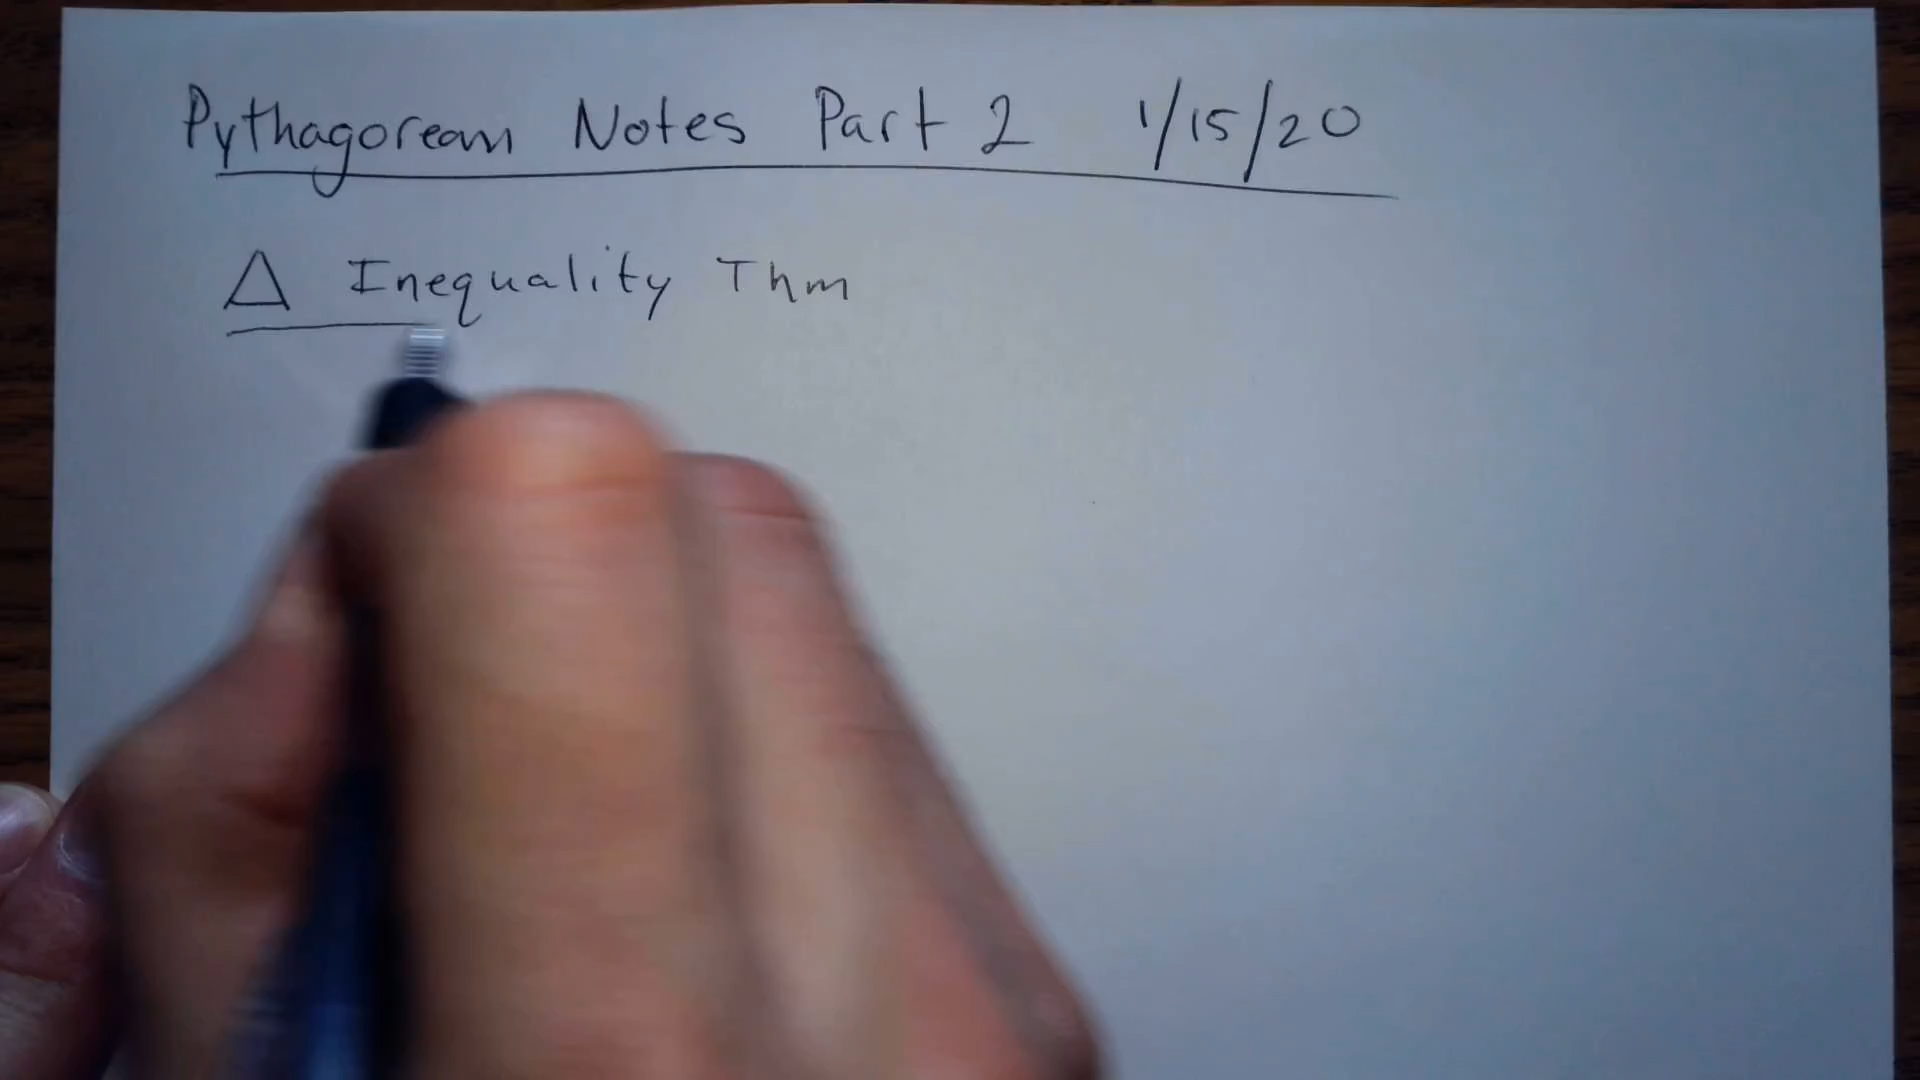 Pythagorean Notes Part 2 1/15/20
Δ Inequality Thm